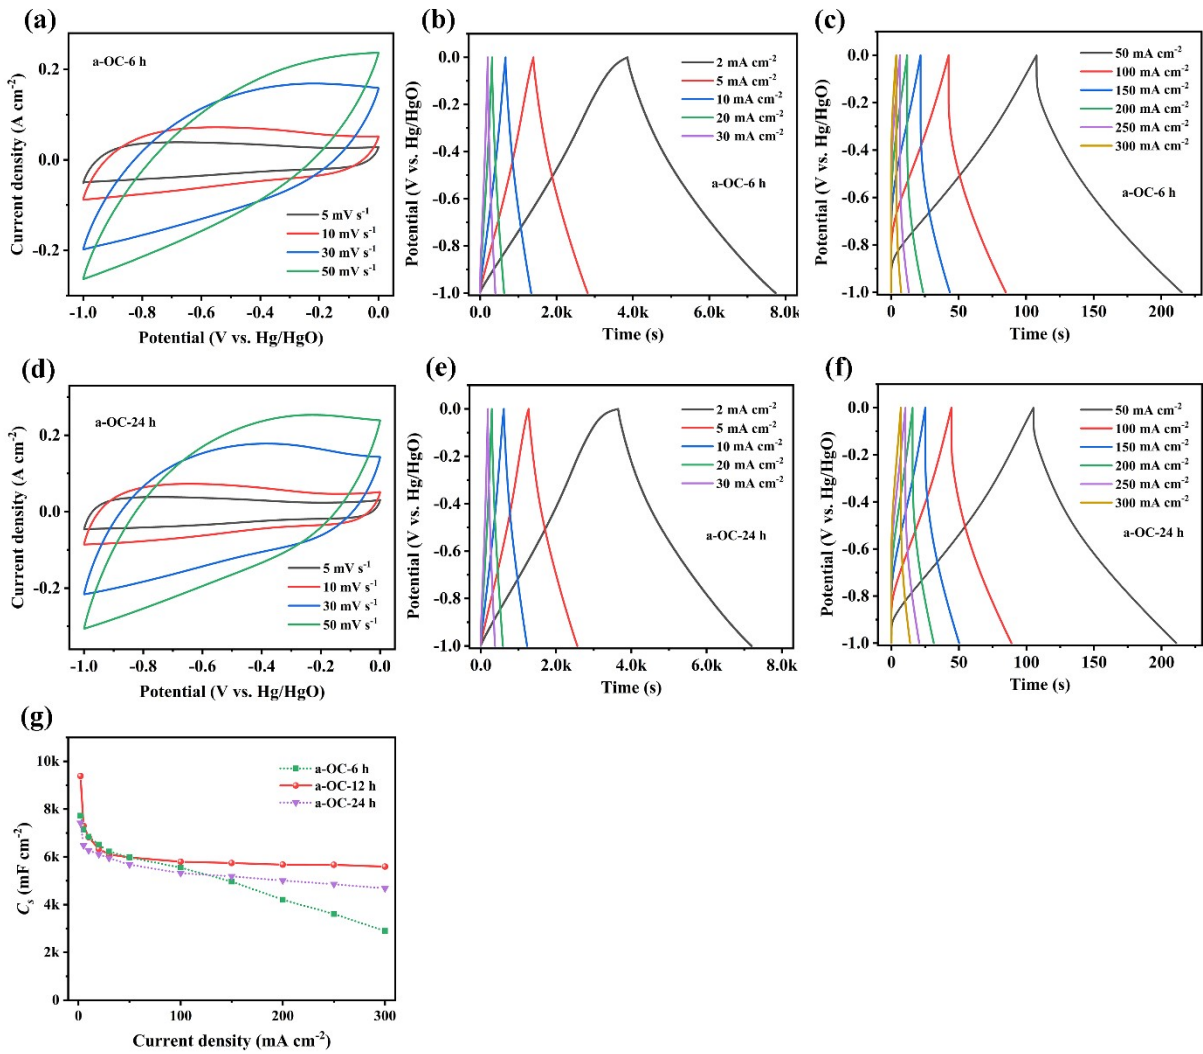 (a)
a-OC-6 h
Current density (A cm-2)
0.2
0.0
-0.2
5 mV s-1
10 mV s-1
30 mV s-1
50 mV s-1
-1.0 -0.8 -0.6 -0.4 -0.2 0.0
Potential (V vs. Hg/HgO)
(b)
Potential (V vs. Hg/HgO)
0.0
-0.2
-0.4
-0.6
-0.8
-1.0
2 mA cm-2
5 mA cm-2
10 mA cm-2
20 mA cm-2
30 mA cm-2
a-OC-6 h
0.0 2.0k 4.0k 6.0k 8.0k
Time (s)
(c)
Potential (V vs. Hg/HgO)
0.0
-0.2
-0.4
-0.6
-0.8
-1.0
50 mA cm-2
100 mA cm-2
150 mA cm-2
200 mA cm-2
250 mA cm-2
300 mA cm-2
a-OC-6 h
0 50 100 150 200
Time (s)
(d)
a-OC-24 h
Current density (A cm-2)
0.2
0.0
-0.2
5 mV s-1
10 mV s-1
30 mV s-1
50 mV s-1
-1.0 -0.8 -0.6 -0.4 -0.2 0.0
Potential (V vs. Hg/HgO)
(e)
Potential (V vs. Hg/HgO)
0.0
-0.2
-0.4
-0.6
-0.8
-1.0
2 mA cm-2
5 mA cm-2
10 mA cm-2
20 mA cm-2
30 mA cm-2
a-OC-24 h
0.0 2.0k 4.0k 6.0k 8.0k
Time (s)
(f)
Potential (V vs. Hg/HgO)
0.0
-0.2
-0.4
-0.6
-0.8
-1.0
50 mA cm-2
100 mA cm-2
150 mA cm-2
200 mA cm-2
250 mA cm-2
300 mA cm-2
a-OC-24 h
0 50 100 150 200
Time (s)
(g)
Cs (mF cm-2)
10k
8k
6k
4k
2k
0
a-OC-6 h
a-OC-12 h
a-OC-24 h
0 100 200 300
Current density (mA cm-2)